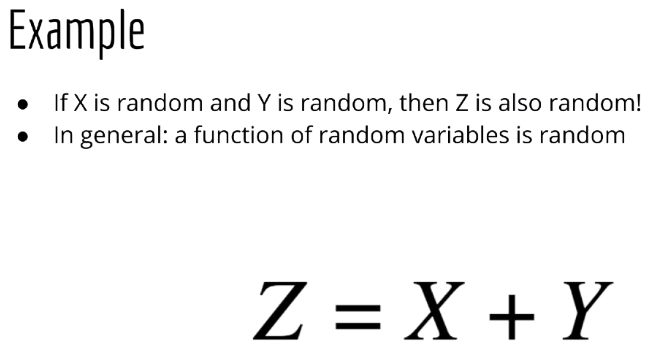 Example
● If X is random and Y is random, then Z is also random!
● In general: a function of random variables is random
Z = X + Y